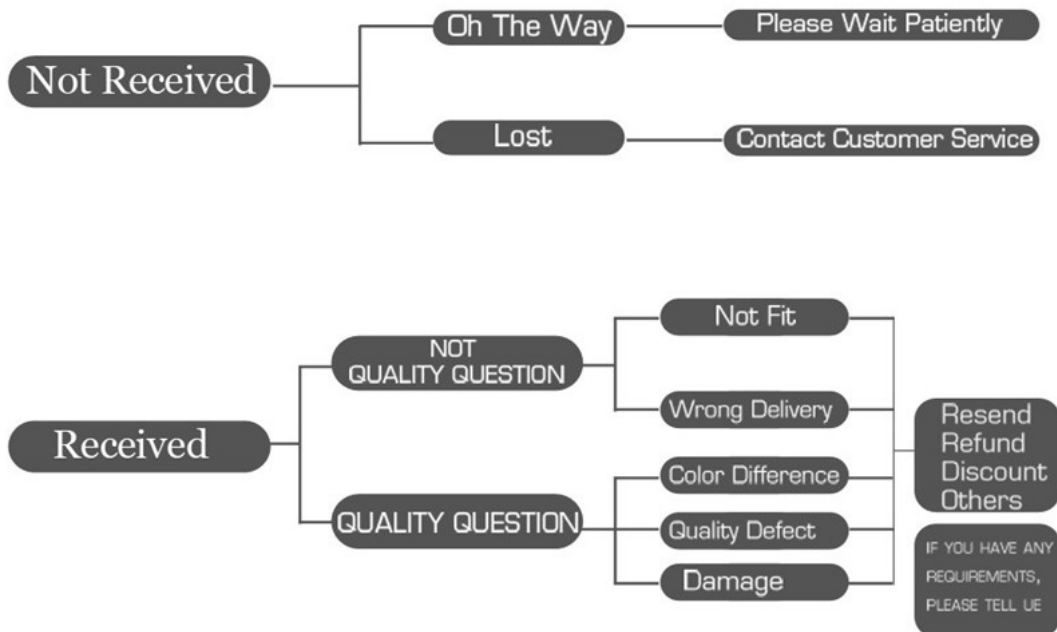 Oh The Way
Please Wait Patiently
Not Received
Lost
Contact Customer Service
Not Fit
NOT
QUALITY QUESTION
Wrong Delivery
Received
Resend
Refund
Discount
Others
Color Difference
QUALITY QUESTION
Quality Defect
Damage
IF YOU HAVE ANY
REQUIREMENTS,
PLEASE TELL UE